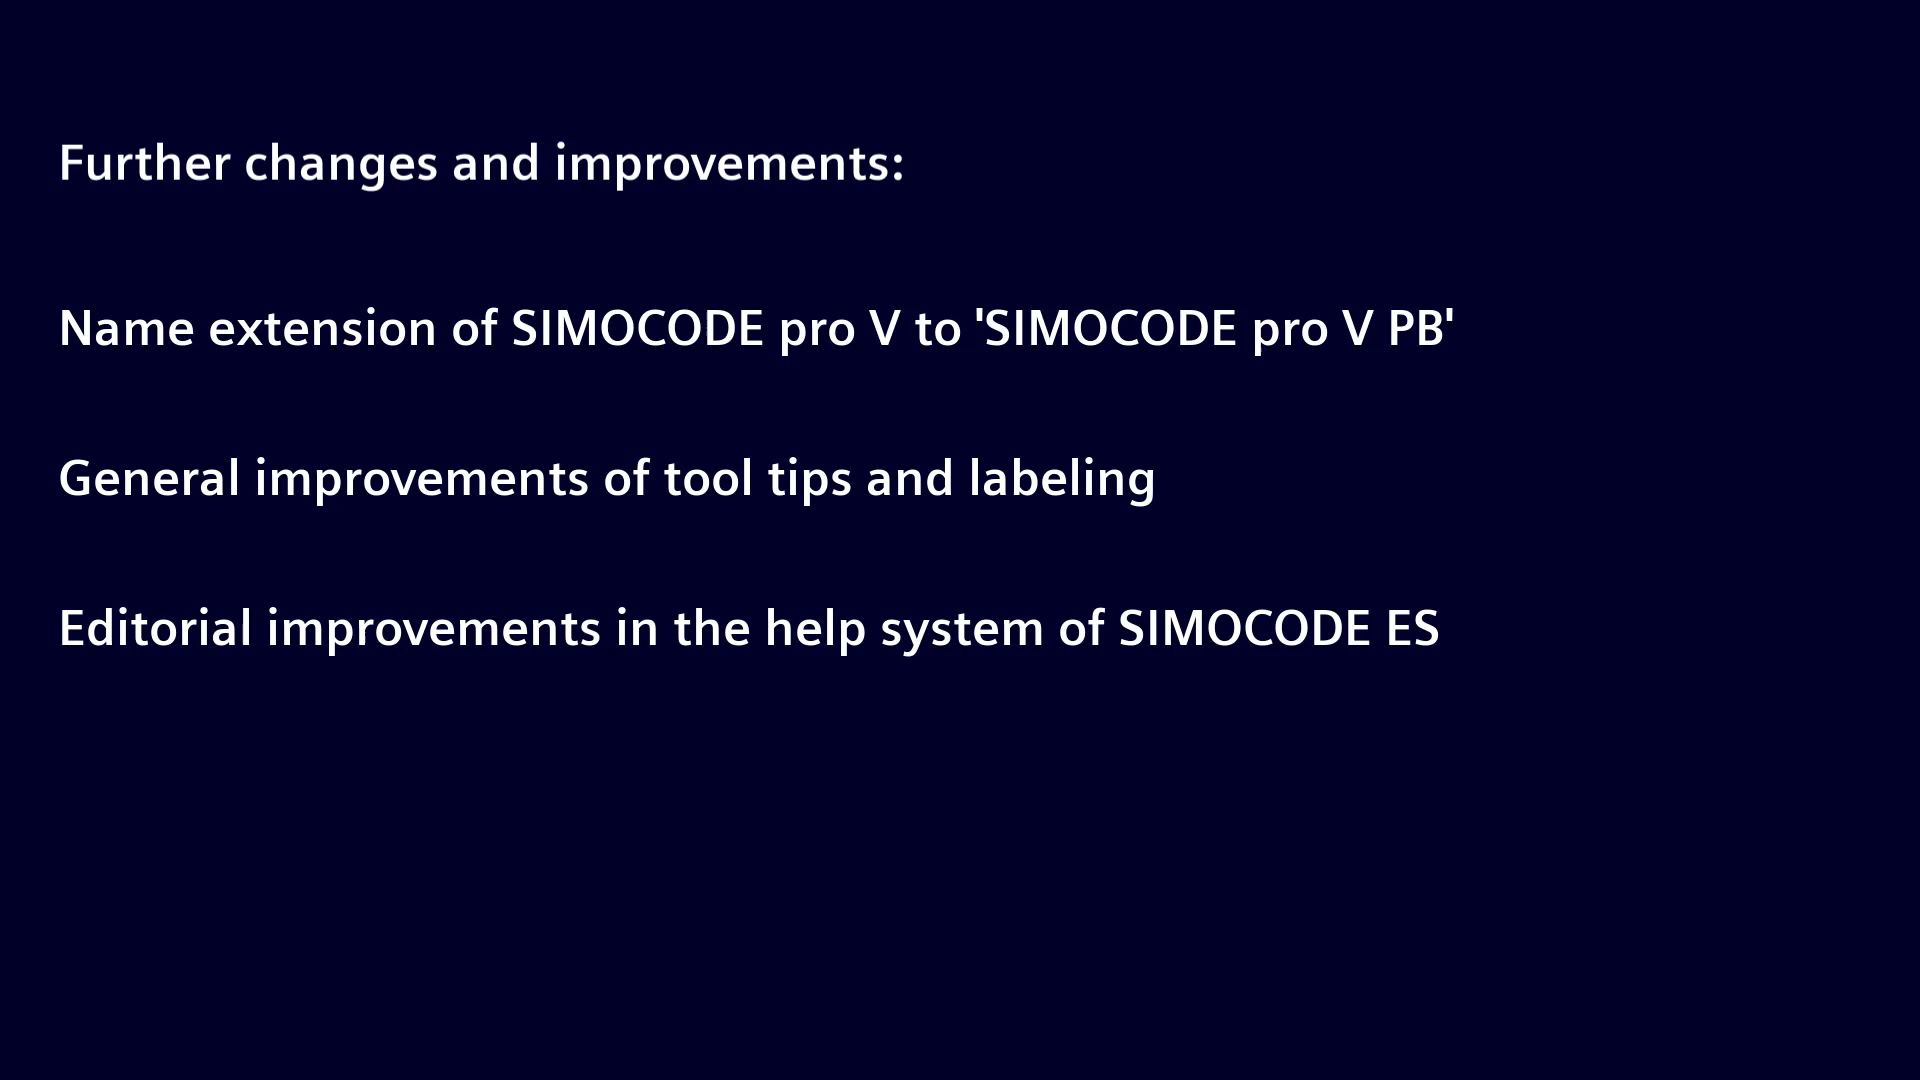 Further changes and improvements:
Name extension of SIMOCODE pro V to 'SIMOCODE pro V PB'
General improvements of tool tips and labeling
Editorial improvements in the help system of SIMOCODE ES